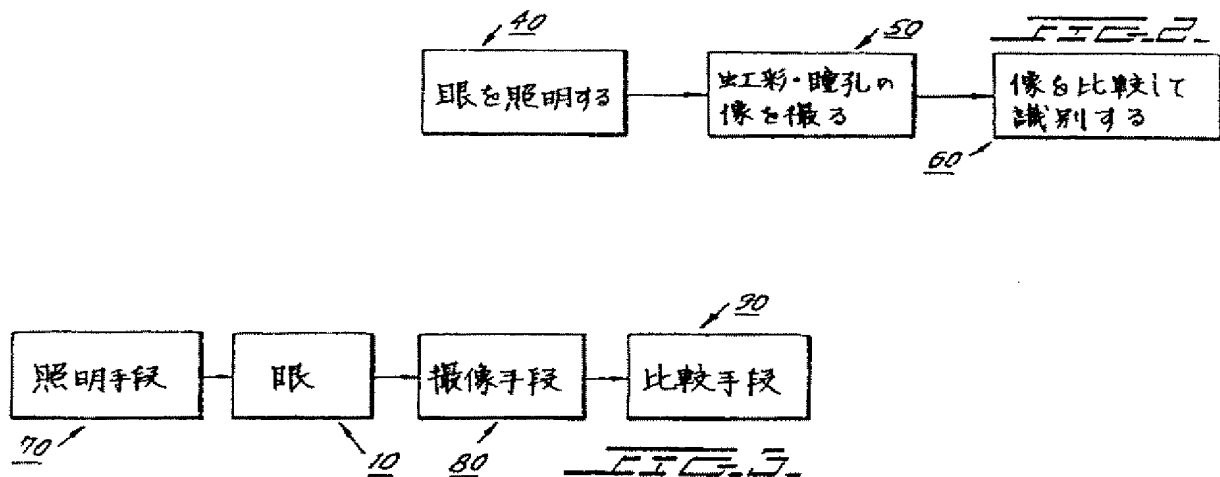 40
50
FIG-2-
眼を照明する
虹彩・瞳孔の
像を撮る
像を比較して
識別する
60
90
照明手段
眼
撮像手段
比較手段
70
10
80
FIG-3-